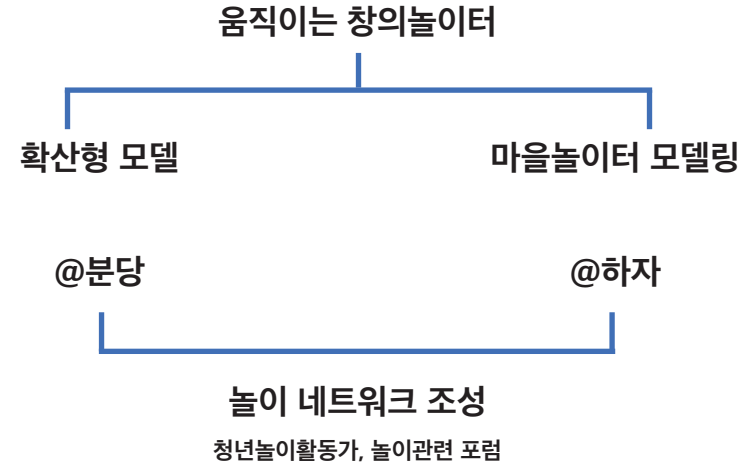 움직이는 창의놀이터
확산형 모델
마을놀이터 모델링
@분당
@하자
놀이 네트워크 조성
청년놀이활동가, 놀이관련 포럼